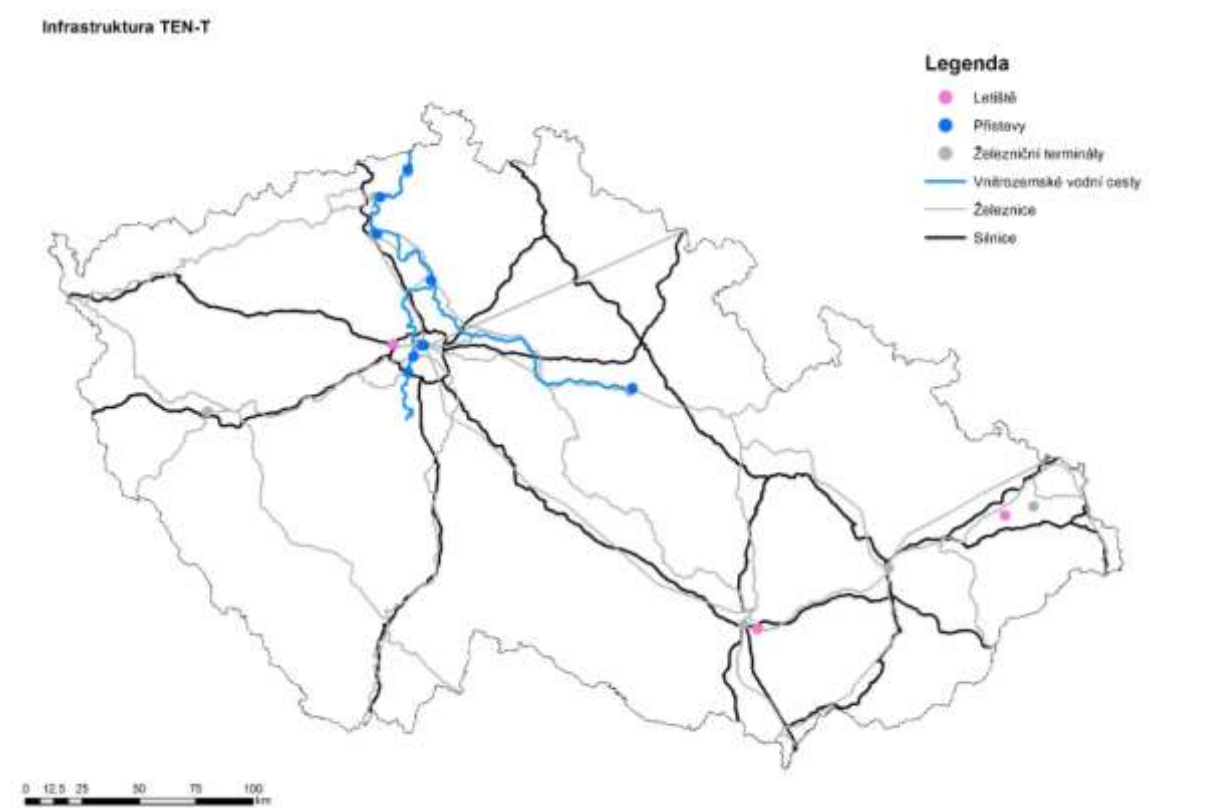 Infrastruktura TEN-T
Legenda
Letiště
Přístavy
Železniční terminály
Vnitrozemské vodní cesty
Železnice
Silnice
0 12,5 25 50 75 100
km